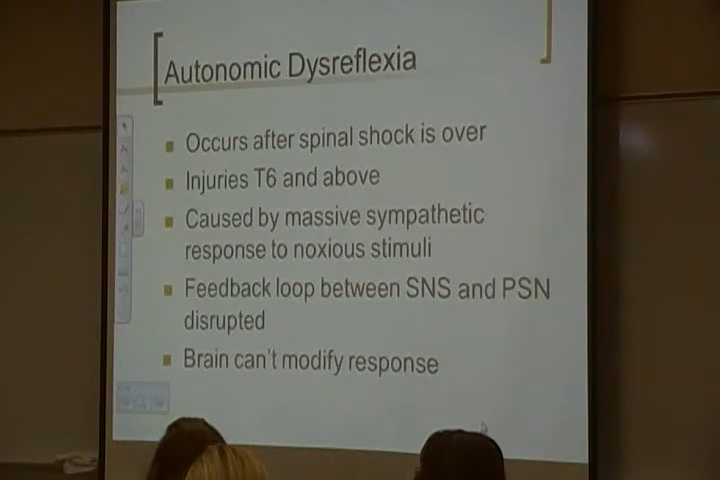 Autonomic Dysreflexia
Occurs after spinal shock is over
Injuries T6 and above
Caused by massive sympathetic
response to noxious stimuli
Feedback loop between SNS and PSN
disrupted
Brain can't modify response